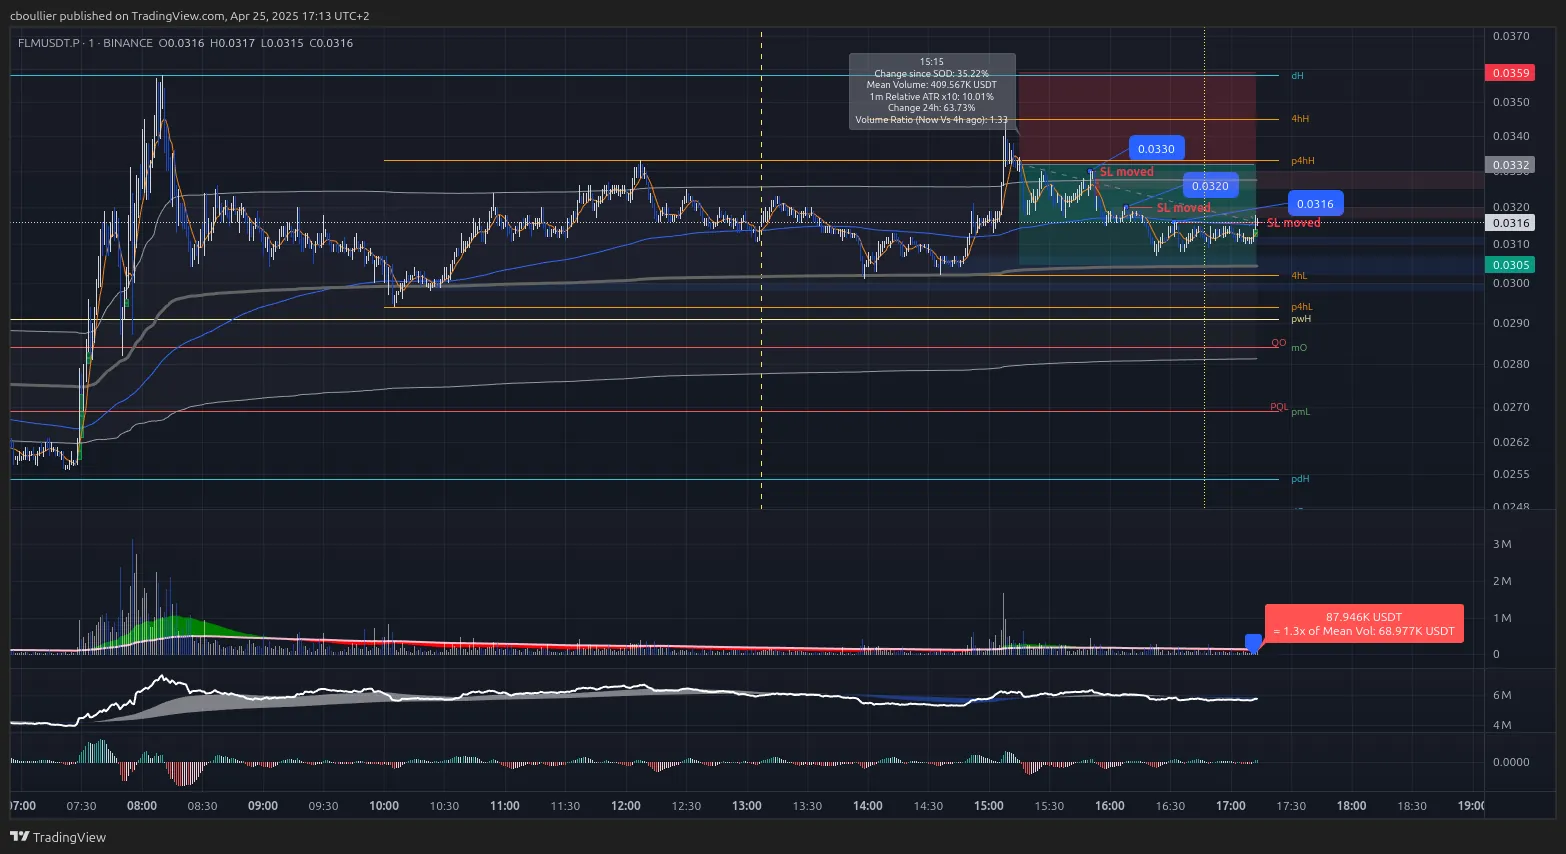 cboullier published on TradingView.com, Apr 25, 2025 17:13 UTC+2
FLMUSDT.P · 1 · BINANCE O0.0316 H0.0317 L0.0315 C0.0316
15:15
Change since SOD: 35.22%
Mean Volume: 409.567K USDT
1m Relative ATR x10: 10.01%
Change 24h: 63.73%
Volume Ratio (Now Vs 4h ago): 1.33
dH
4hH
p4hH
0.0330
SL moved
0.0320
SL moved
0.0316
SL moved
4hL
p4hL
pwH
QO
mO
PQL
pmL
pdH
0.0370
0.0359
0.0350
0.0340
0.0332
0.0320
0.0316
0.0310
0.0305
0.0300
0.0290
0.0280
0.0270
0.0262
0.0255
0.0248
3 M
2 M
1 M
0
87.946K USDT
= 1.3x of Mean Vol: 68.977K USDT
6 M
4 M
0.0000
07:00 07:30 08:00 08:30 09:00 09:30 10:00 10:30 11:00 11:30 12:00 12:30 13:00 13:30 14:00 14:30 15:00 15:30 16:00 16:30 17:00 17:30 18:00 18:30 19:00
TradingView